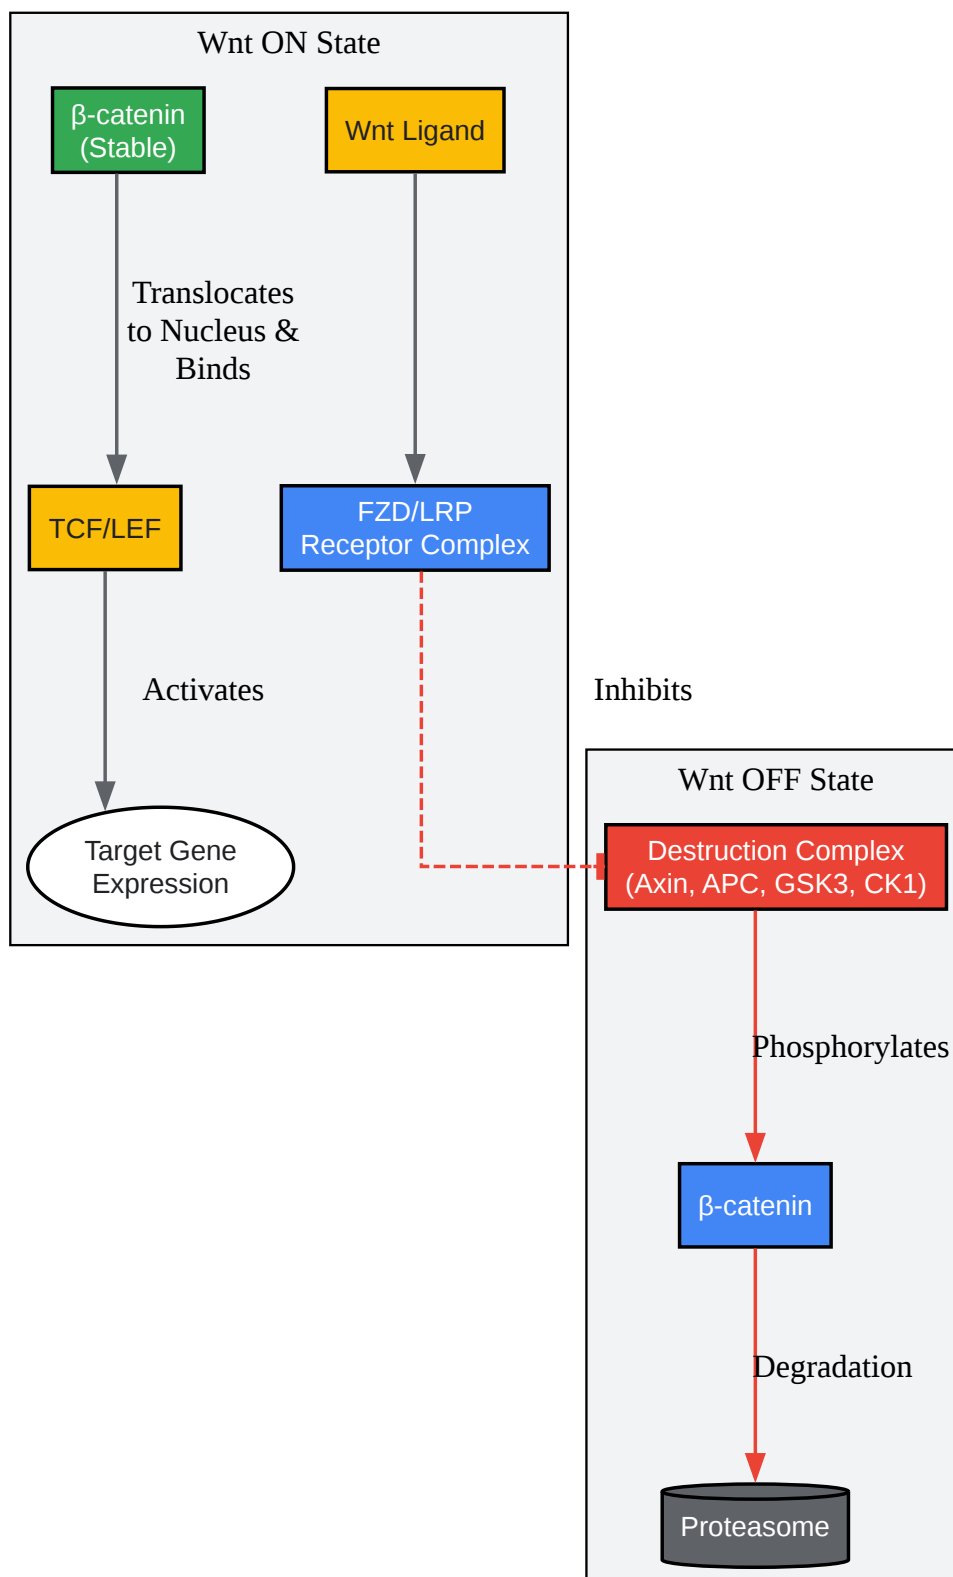 Wnt ON State
β-catenin
(Stable)
Wnt Ligand
Translocates
to Nucleus &
Binds
TCF/LEF
FZD/LRP
Receptor Complex
Activates
Inhibits
Target Gene
Expression
Wnt OFF State
Destruction Complex
(Axin, APC, GSK3, CK1)
Phosphorylates
β-catenin
Degradation
Proteasome